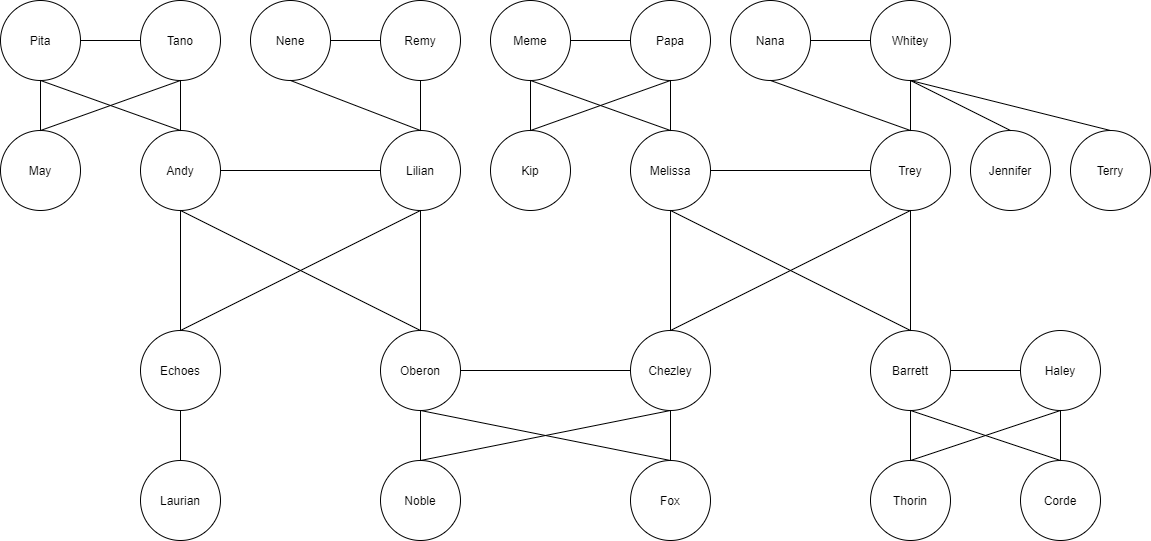 Pita
Tano
Nene
Remy
Meme
Papa
Nana
Whitey
May
Andy
Lilian
Kip
Melissa
Trey
Jennifer
Terry
Echoes
Oberon
Chezley
Barrett
Haley
Laurian
Noble
Fox
Thorin
Corde